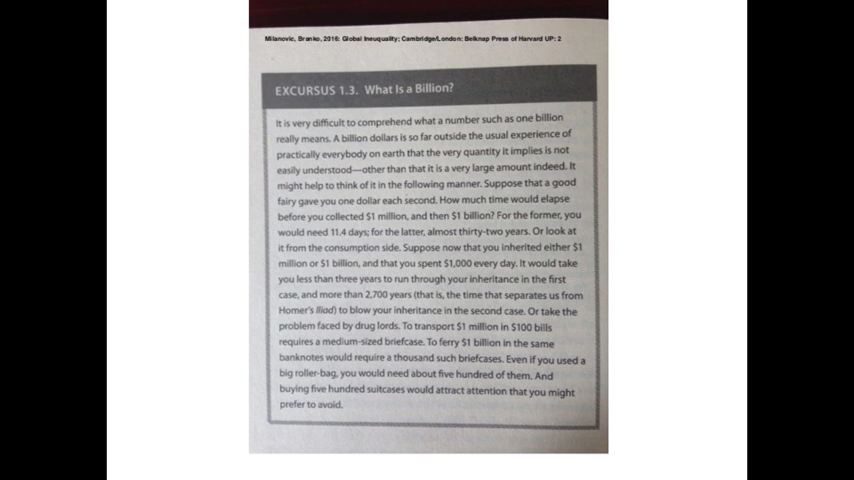 Milanovic, Branko, 2016: Global Ineuquality; Cambridge/London: Belknap Press of Harvard UP: 2
EXCURSUS 1.3. What Is a Billion?
It is very difficult to comprehend what a number such as one billion
really means. A billion dollars is so far outside the usual experience of
practically everybody on earth that the very quantity it implies is not
easily understood—other than that it is a very large amount indeed. It
might help to think of it in the following manner. Suppose that a good
fairy gave you one dollar each second. How much time would elapse
before you collected $1 million, and then $1 billion? For the former, you
would need 11.4 days; for the latter, almost thirty-two years. Or look at
it from the consumption side. Suppose now that you inherited either $1
million or $1 billion, and that you spent $1,000 every day. It would take
you less than three years to run through your inheritance in the first
case, and more than 2,700 years (that is, the time that separates us from
Homer's Iliad) to blow your inheritance in the second case. Or take the
problem faced by drug lords. To transport $1 million in $100 bills
requires a medium-sized briefcase. To ferry $1 billion in the same
banknotes would require a thousand such briefcases. Even if you used a
big roller-bag, you would need about five hundred of them. And
buying five hundred suitcases would attract attention that you might
prefer to avoid.